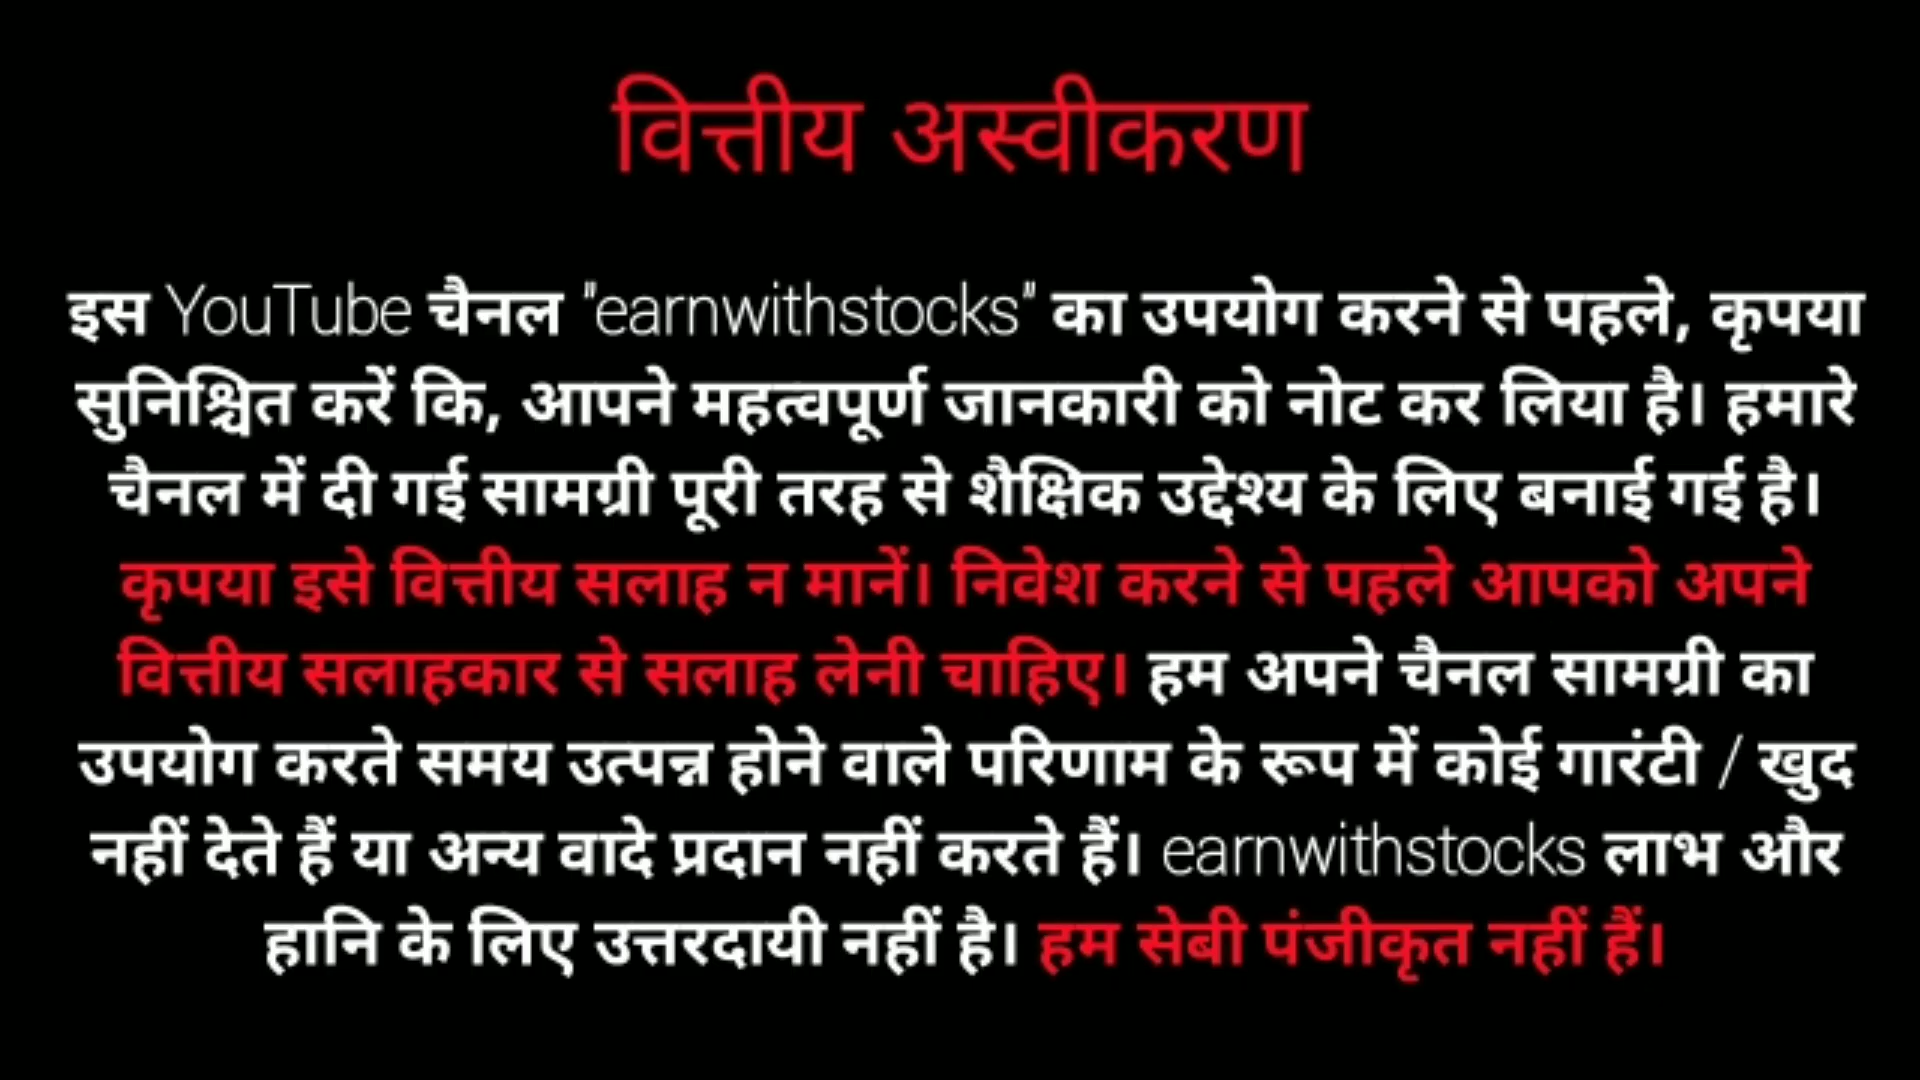 वित्तीय अस्वीकरण
इस YouTube चैनल "earnwithstocks" का उपयोग करने से पहले, कृपया
सुनिश्चित करें कि, आपने महत्वपूर्ण जानकारी को नोट कर लिया है। हमारे
चैनल में दी गई सामग्री पूरी तरह से शैक्षिक उद्देश्य के लिए बनाई गई है।
कृपया इसे वित्तीय सलाह न मानें। निवेश करने से पहले आपको अपने
वित्तीय सलाहकार से सलाह लेनी चाहिए। हम अपने चैनल सामग्री का
उपयोग करते समय उत्पन्न होने वाले परिणाम के रूप में कोई गारंटी / खुद
नहीं देते हैं या अन्य वादे प्रदान नहीं करते हैं। earnwithstocks लाभ और
हानि के लिए उत्तरदायी नहीं है। हम सेबी पंजीकृत नहीं हैं।